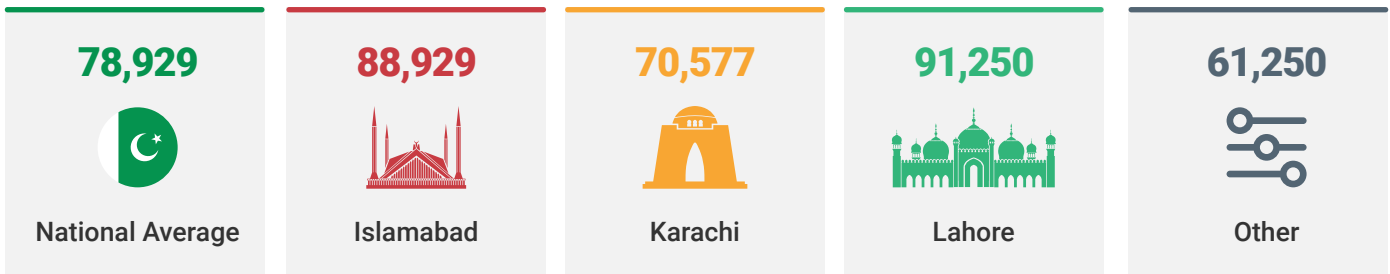 78,929
National Average
88,929
Islamabad
70,577
Karachi
91,250
Lahore
61,250
Other